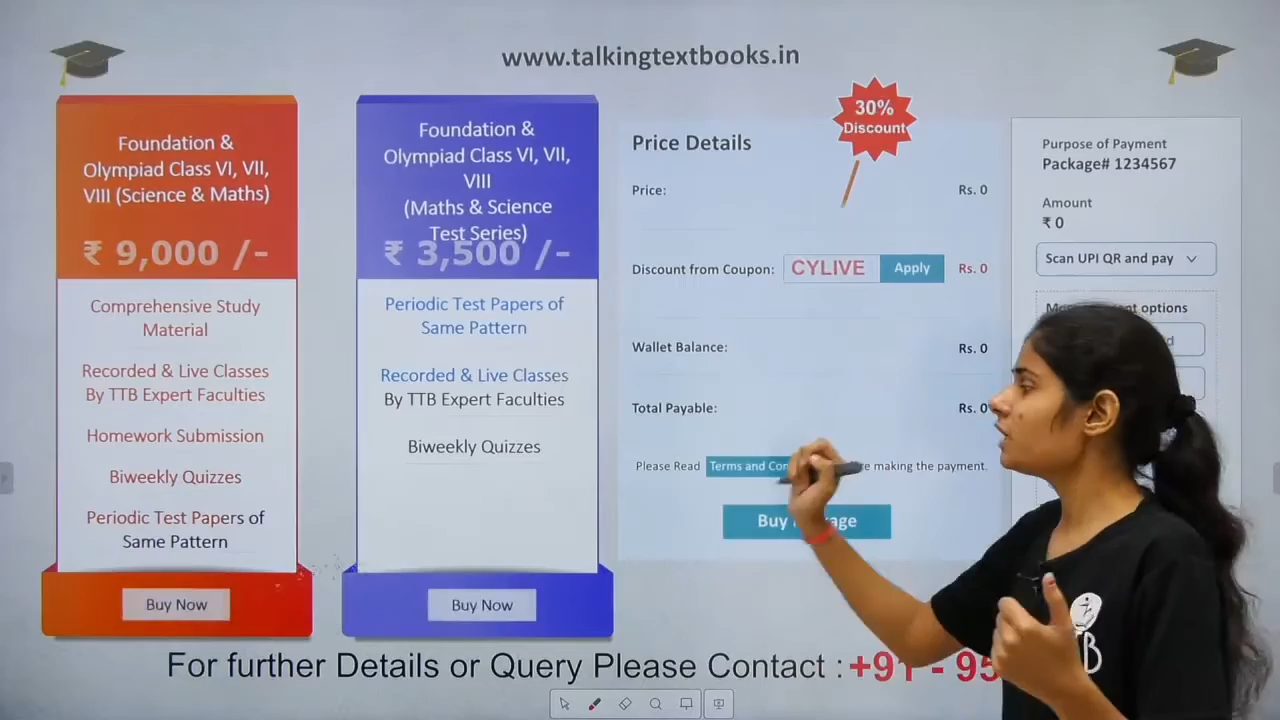 www.talkingtextbooks.in
Foundation &
Olympiad Class VI, VII,
VIII (Science & Maths)
₹ 9,000 /-
Comprehensive Study
Material
Recorded & Live Classes
By TTB Expert Faculties
Homework Submission
Biweekly Quizzes
Periodic Test Papers of
Same Pattern
Buy Now
Foundation &
Olympiad Class VI, VII,
VIII
(Maths & Science
Test Series)
₹ 3,500 /-
Periodic Test Papers of
Same Pattern
Recorded & Live Classes
By TTB Expert Faculties
Biweekly Quizzes
Buy Now
30%
Discount
Price Details
Price: Rs. 0
Discount from Coupon: CYLIVE Apply Rs. 0
Wallet Balance: Rs. 0
Total Payable: Rs. 0
Please Read Terms and making the payment.
Buy
Purpose of Payment
Package# 1234567
Amount
₹ 0
Scan UPI QR and pay
options
For further Details or Query Please Contact : +91 - 95